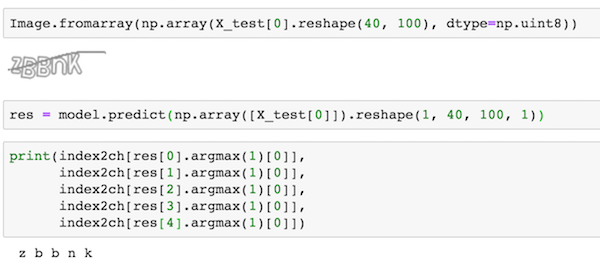 Image.fromarray(np.array(X_test[0].reshape(40, 100), dtype=np.uint8))
zBBnK
res = model.predict(np.array([X_test[0]]).reshape(1, 40, 100, 1))
print(index2ch[res[0].argmax(1)[0]],
index2ch[res[1].argmax(1)[0]],
index2ch[res[2].argmax(1)[0]],
index2ch[res[3].argmax(1)[0]],
index2ch[res[4].argmax(1)[0]])
z b b n k